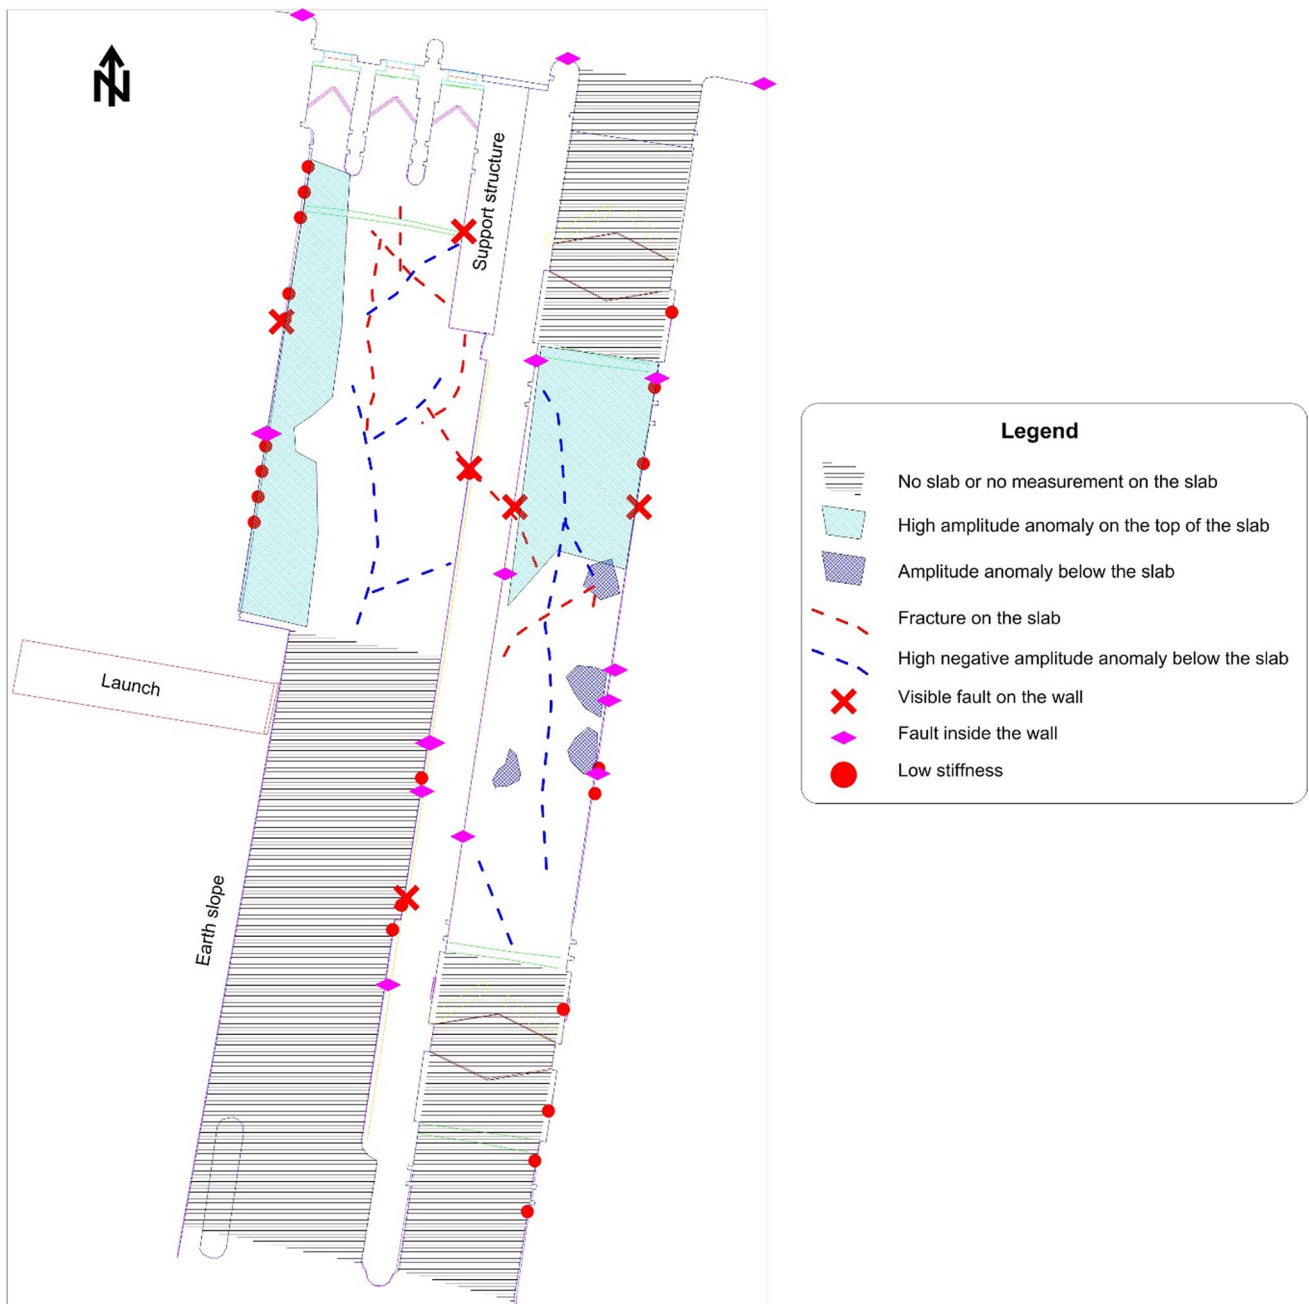 N
Support structure
Launch
Earth slope
Legend
No slab or no measurement on the slab
High amplitude anomaly on the top of the slab
Amplitude anomaly below the slab
Fracture on the slab
High negative amplitude anomaly below the slab
Visible fault on the wall
Fault inside the wall
Low stiffness